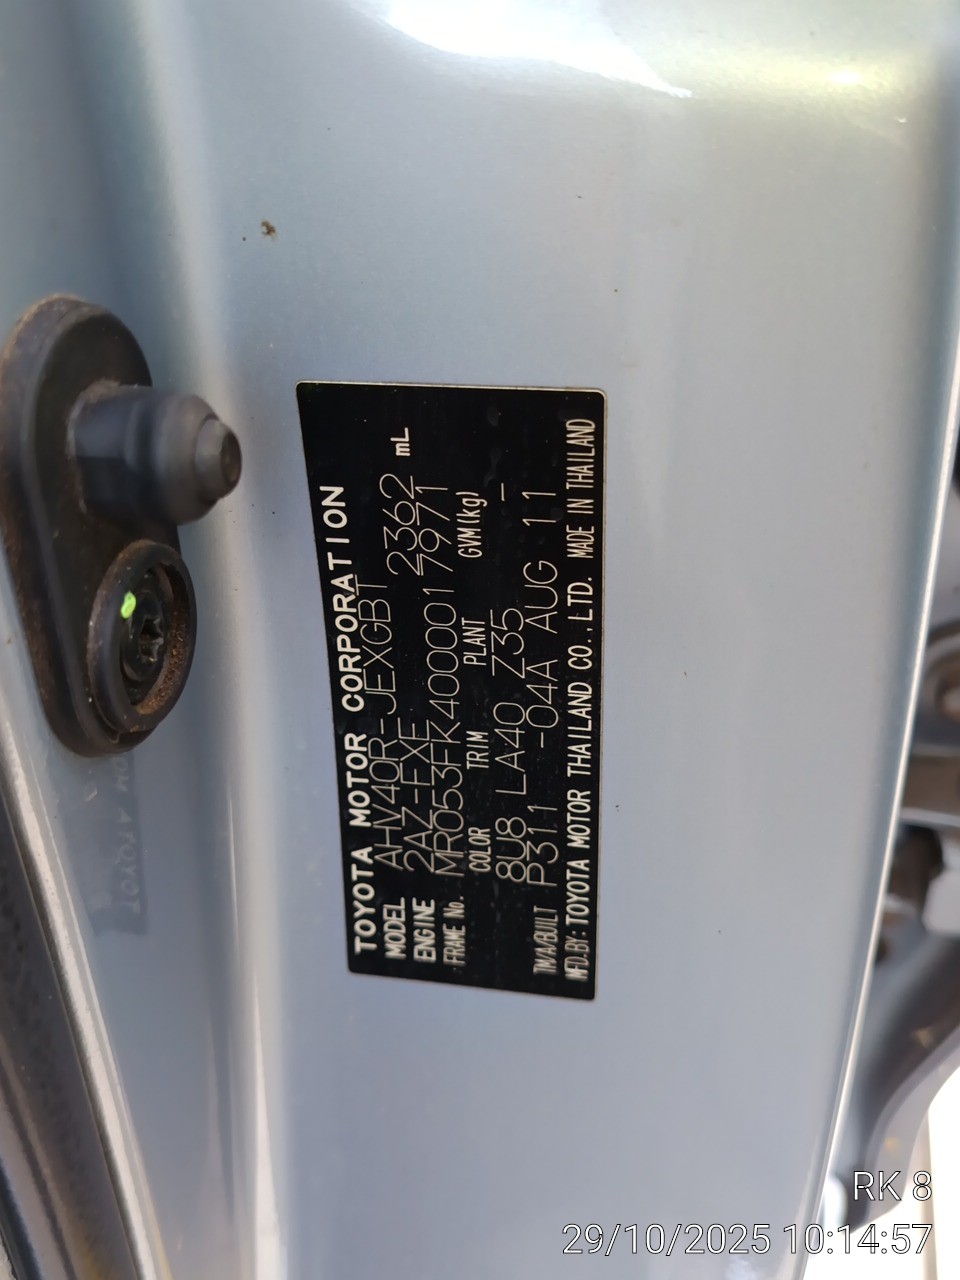 TOYOTA MOTOR CORPORATION
MODEL AHV40R-JEXGBT
ENGINE 2AZ-FXE 2362 mL
FRAME No. MR053FK4000017971
COLOR TRIM PLANT GVM(kg)
8U8 LA40 Z35 -
TM/A/BUILT P311 -04A AUG 11
MFD.BY: TOYOTA MOTOR THAILAND CO., LTD. MADE IN THAILAND
RK 8
29/10/2025 10:14:57